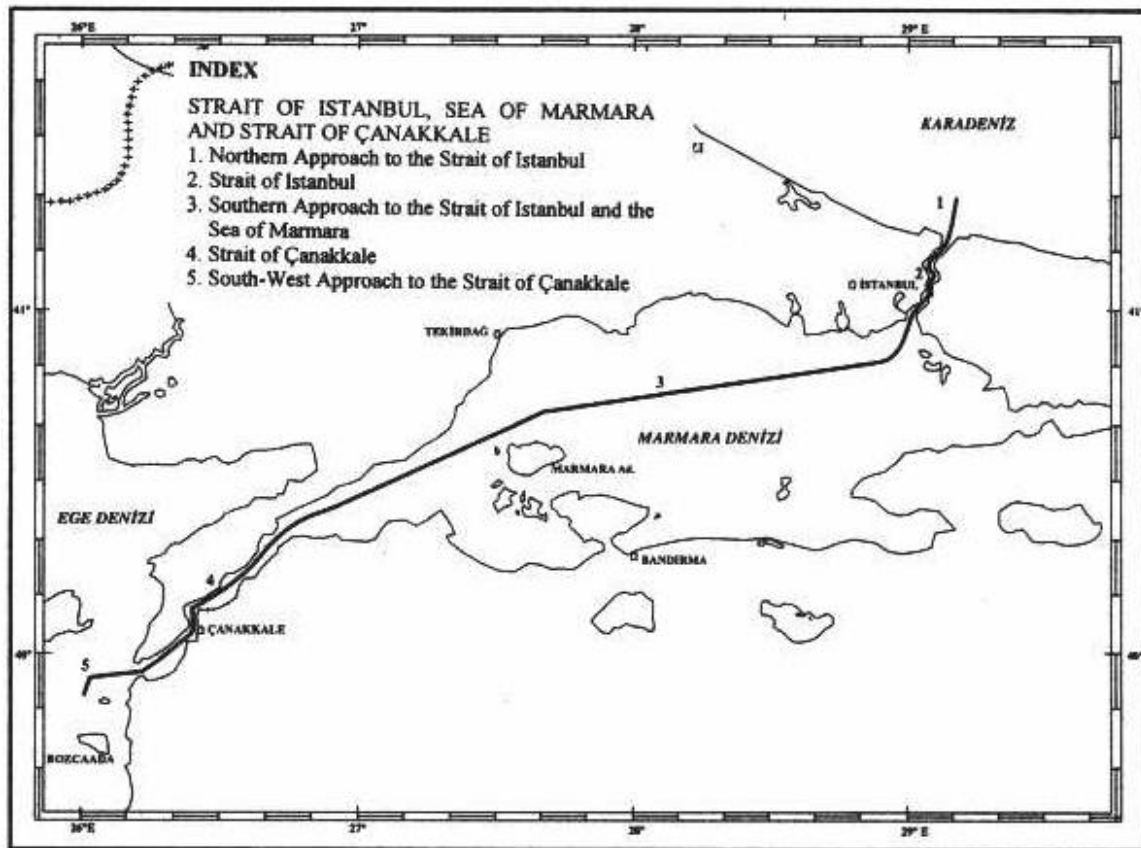 26°E 27° 28° 29° E
INDEX
STRAIT OF ISTANBUL, SEA OF MARMARA
AND STRAIT OF ÇANAKKALE
1. Northern Approach to the Strait of Istanbul
2. Strait of Istanbul
3. Southern Approach to the Strait of Istanbul and the
Sea of Marmara
4. Strait of Çanakkale
5. South-West Approach to the Strait of Çanakkale
KARADENİZ
1
2
İSTANBUL
41° 41°
TEKİRDAĞ
3
MARMARA DENİZİ
MARMARA Ad.
EGE DENİZİ
BANDIRMA
4
ÇANAKKALE
40° 40°
5
BOZCAADA
26°E 27° 28° 29° E